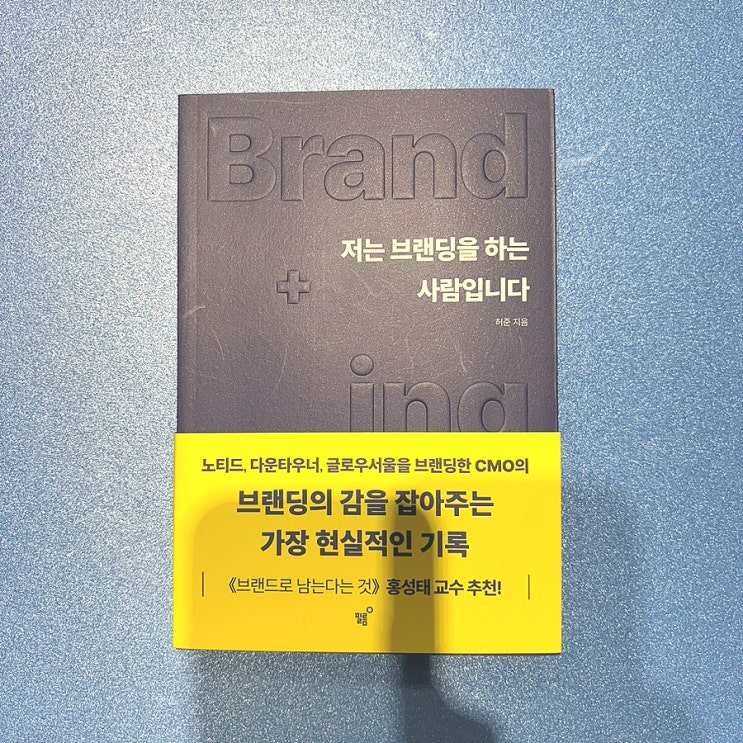 Brand
저는 브랜딩을 하는
+
사람입니다
허준 지음
ing
노티드, 다운타우너, 글로우서울을 브랜딩한 CMO의
브랜딩의 감을 잡아주는
가장 현실적인 기록
《브랜드로 남는다는 것》 홍성태 교수 추천!
필름